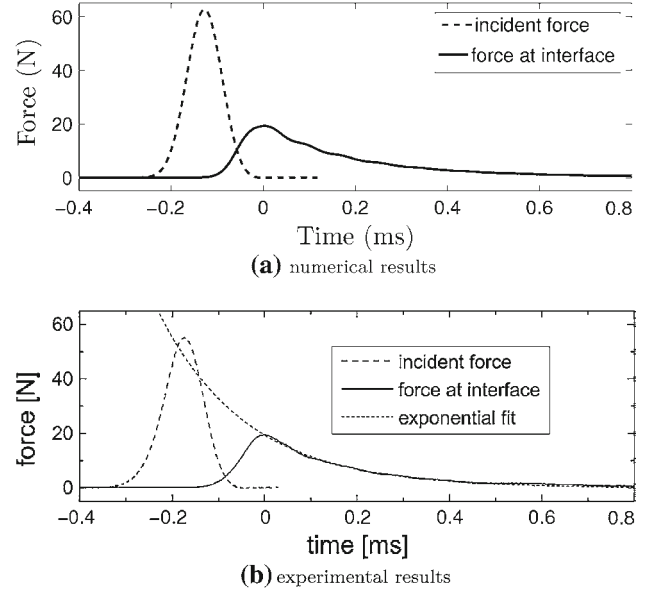 60
40
20
0
Force (N)
incident force
force at interface
−0.4 −0.2 0 0.2 0.4 0.6 0.8
Time (ms)
(a) numerical results
60
40
20
0
force [N]
incident force
force at interface
exponential fit
−0.4 −0.2 0 0.2 0.4 0.6 0.8
time [ms]
(b) experimental results